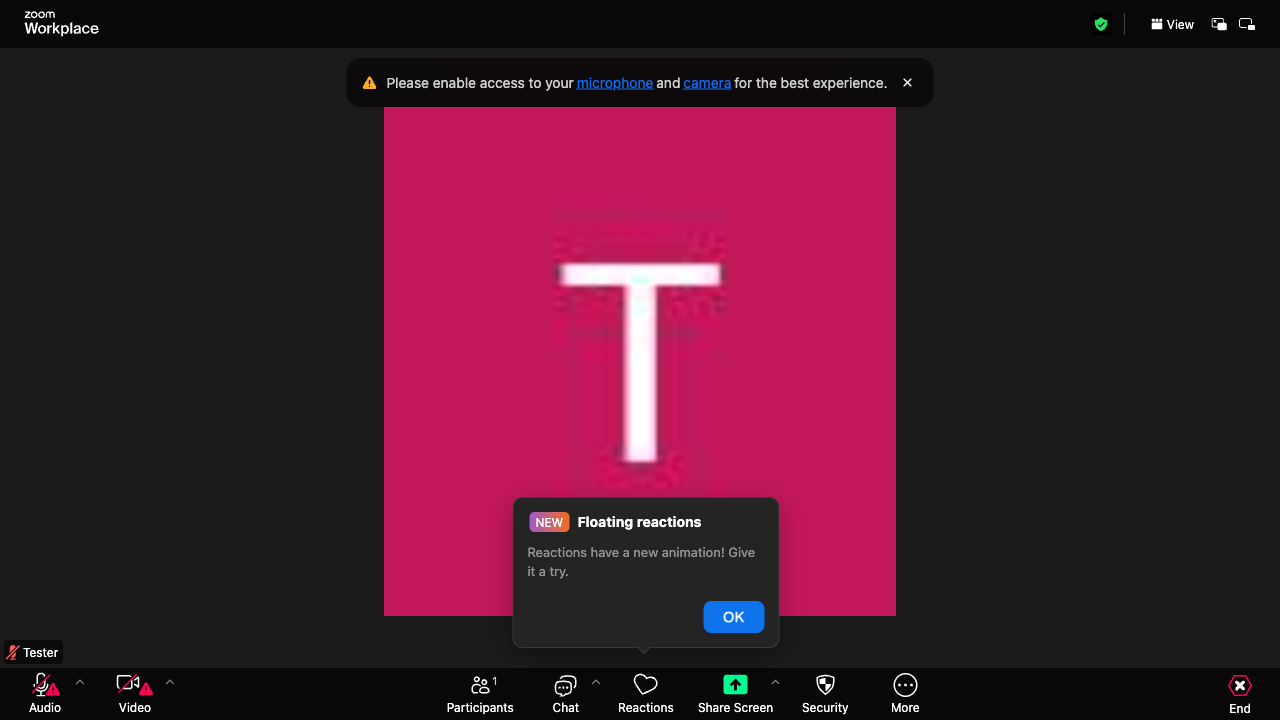 zoom
Workplace
View
Please enable access to your microphone and camera for the best experience.
T
NEW Floating reactions
Reactions have a new animation! Give
it a try.
OK
Tester
1
Audio
Video
Participants
Chat
Reactions
Share Screen
Security
More
End